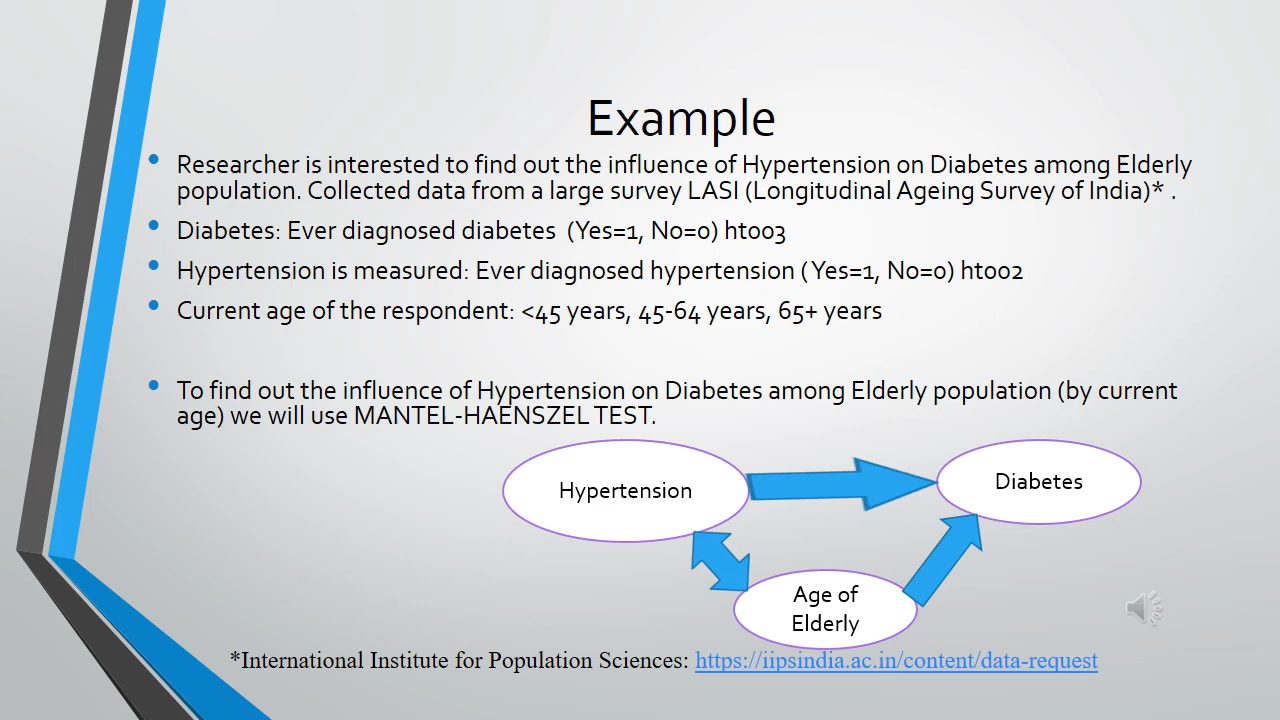 Example
Researcher is interested to find out the influence of Hypertension on Diabetes among Elderly
population. Collected data from a large survey LASI (Longitudinal Ageing Survey of India)* .
Diabetes: Ever diagnosed diabetes (Yes=1, No=0) ht003
Hypertension is measured: Ever diagnosed hypertension ( Yes=1, No=0) ht002
Current age of the respondent: <45 years, 45-64 years, 65+ years
To find out the influence of Hypertension on Diabetes among Elderly population (by current
age) we will use MANTEL-HAENSZEL TEST.
Hypertension
Diabetes
Age of
Elderly
*International Institute for Population Sciences: https://iipsindia.ac.in/content/data-request